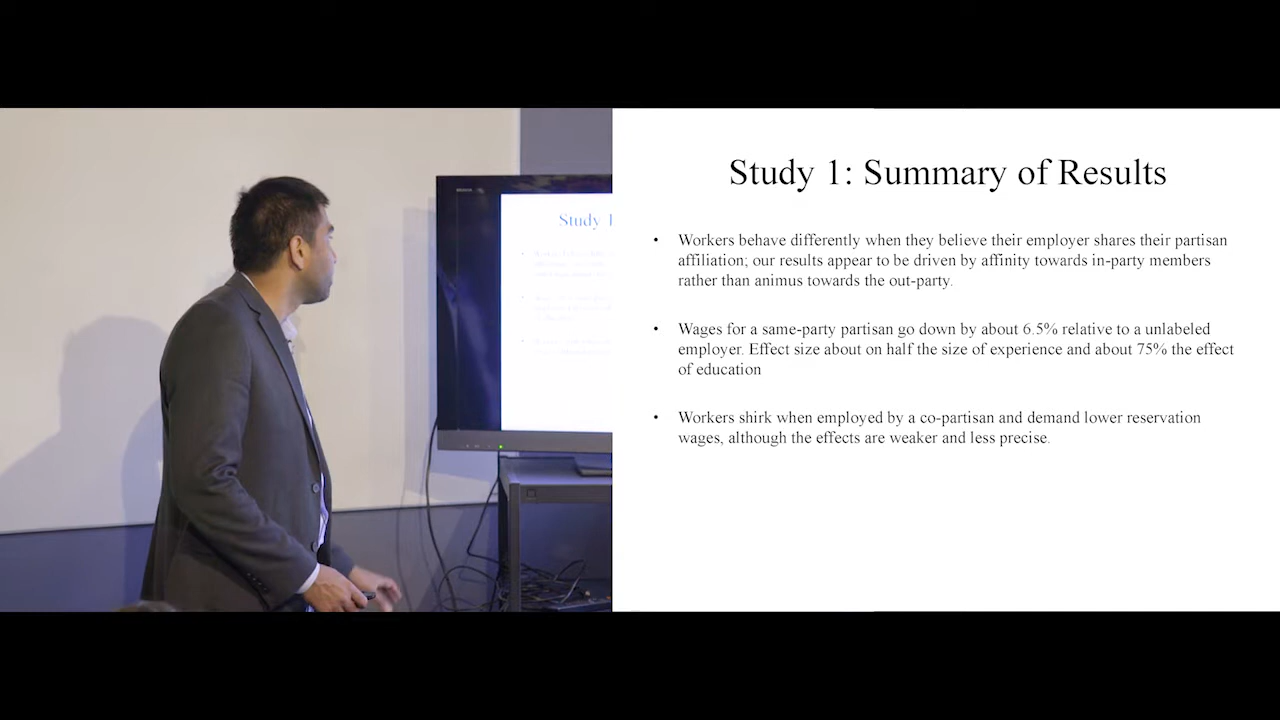 Study 1: Summary of Results
• Workers behave differently when they believe their employer shares their partisan
affiliation; our results appear to be driven by affinity towards in-party members
rather than animus towards the out-party.
• Wages for a same-party partisan go down by about 6.5% relative to a unlabeled
employer. Effect size about on half the size of experience and about 75% the effect
of education
• Workers shirk when employed by a co-partisan and demand lower reservation
wages, although the effects are weaker and less precise.
Study